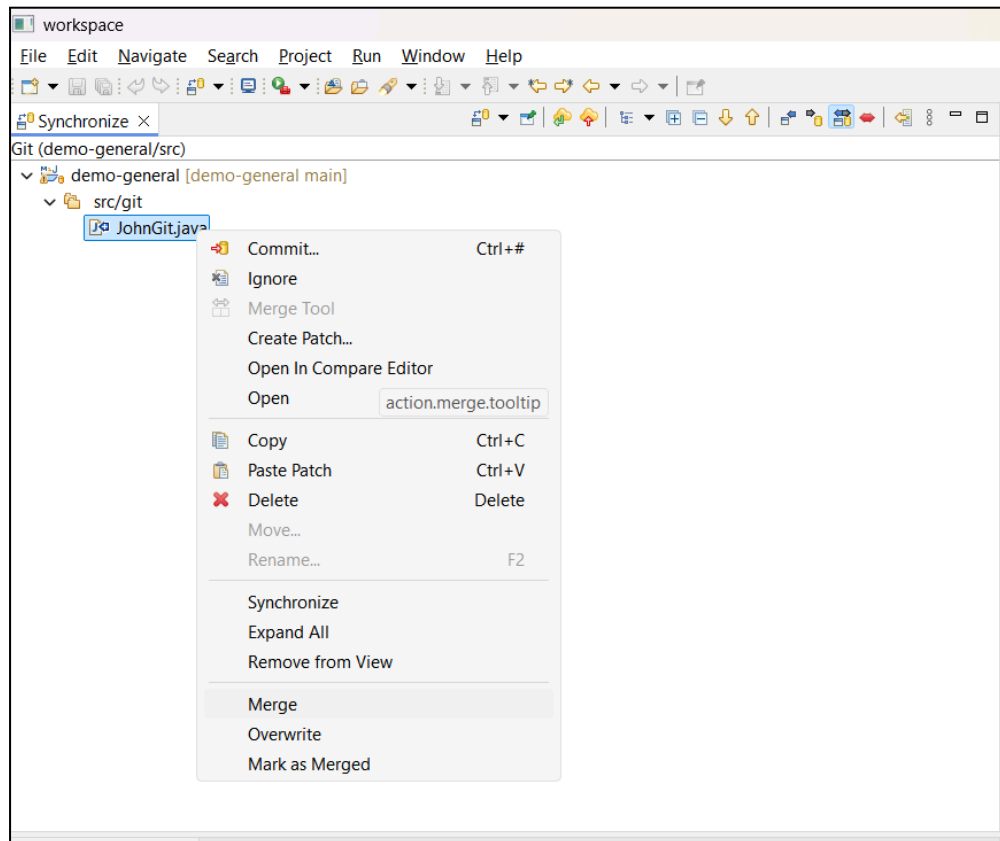 workspace
File Edit Navigate Search Project Run Window Help
Synchronize
Git (demo-general/src)
demo-general [demo-general main]
src/git
JohnGit.java
Commit... Ctrl+#
Ignore
Merge Tool
Create Patch...
Open In Compare Editor
Open
action.merge.tooltip
Copy Ctrl+C
Paste Patch Ctrl+V
Delete Delete
Move...
Rename... F2
Synchronize
Expand All
Remove from View
Merge
Overwrite
Mark as Merged